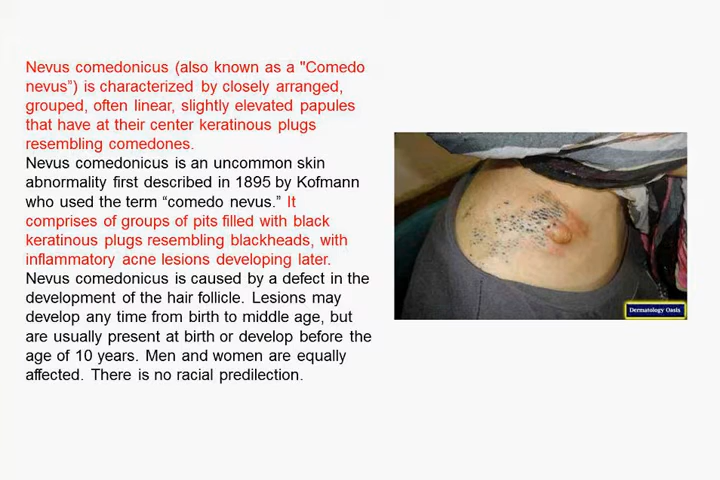 Nevus comedonicus (also known as a "Comedo
nevus”) is characterized by closely arranged,
grouped, often linear, slightly elevated papules
that have at their center keratinous plugs
resembling comedones.
Nevus comedonicus is an uncommon skin
abnormality first described in 1895 by Kofmann
who used the term “comedo nevus.” It
comprises of groups of pits filled with black
keratinous plugs resembling blackheads, with
inflammatory acne lesions developing later.
Nevus comedonicus is caused by a defect in the
development of the hair follicle. Lesions may
develop any time from birth to middle age, but
are usually present at birth or develop before the
age of 10 years. Men and women are equally
affected. There is no racial predilection.
Dermatology Oasis